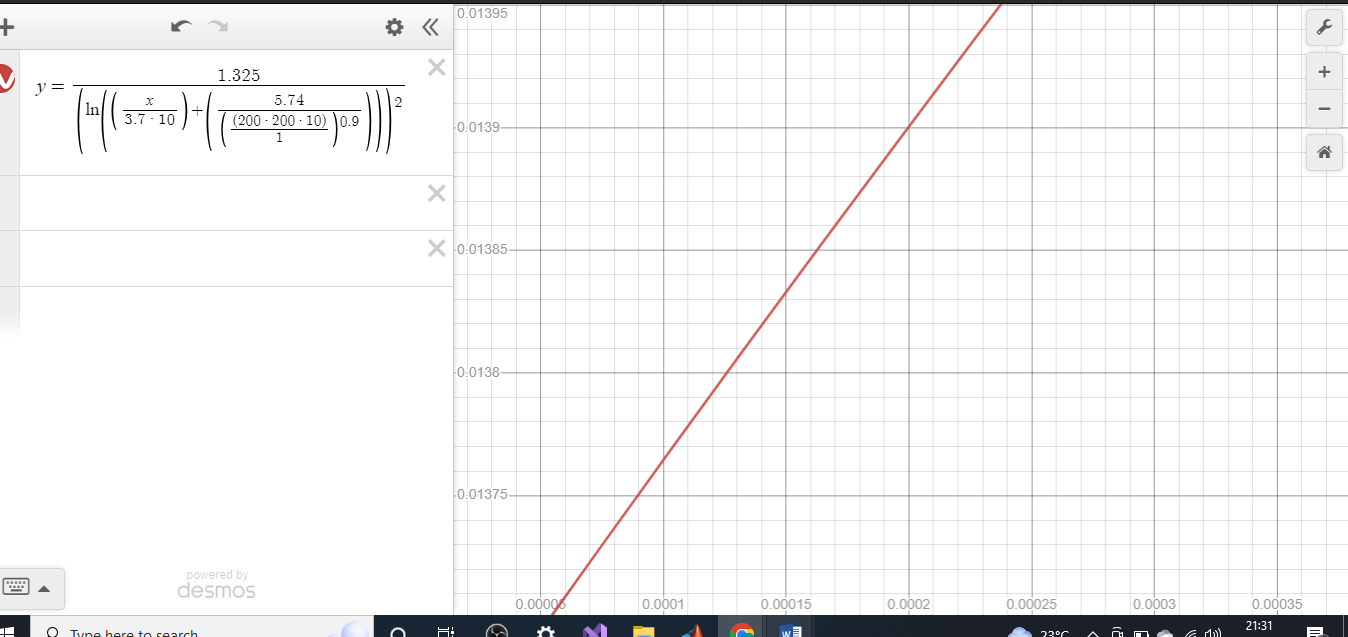 y = 1.325 / (ln((x / 3.7 · 10) + (5.74 / ((200 · 200 · 10) / 1)^0.9)))^2
0.01395
0.0139
0.01385
0.0138
0.01375
0.00005 0.0001 0.00015 0.0002 0.00025 0.0003 0.00035
powered by
desmos
Type here to search
23°C
21:31